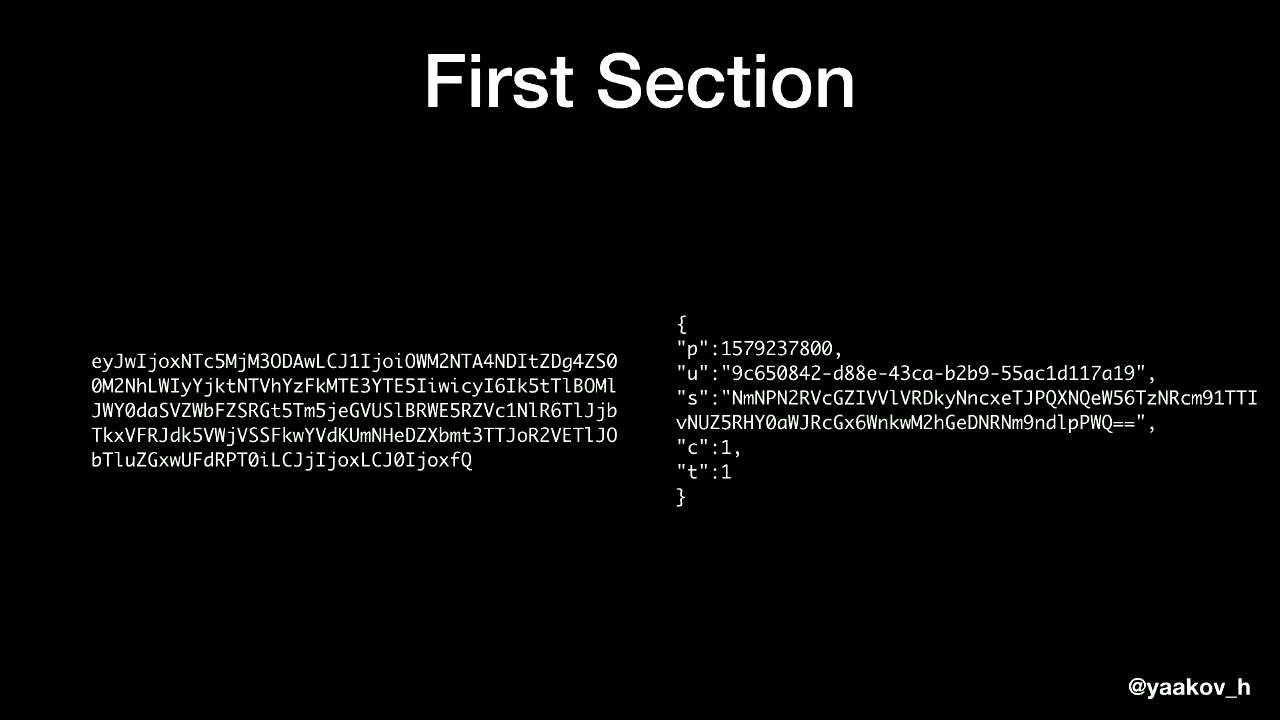 First Section
eyJwIjoxNTc5MjM3ODAwLCJ1IjoiOWM2NTA4NDItZDg4ZS0
0M2NhLWIyYjktNTVhYzFkMTE3YTE5IiwicyI6Ik5tTlBOMl
JWY0daSVZWbFZSRGt5Tm5jeGVUSlBRWE5RZVc1NlR6TlJjb
TkxVFRJdk5VWjVSSFkwYVdKUmNHeDZXbmt3TTJoR2VETlJO
bTluZGxwUFdRPT0iLCJjIjoxLCJ0IjoxfQ
{
"p":1579237800,
"u":"9c650842-d88e-43ca-b2b9-55ac1d117a19",
"s":"NmNPN2RVcGZIVVlVRDkyNncxeTJPQXNQeW56TzNRcm91TTI
vNUZ5RHY0aWJRcGx6WnkwM2hGeDNRNm9ndlpPWQ==",
"c":1,
"t":1
}
@yaakov_h